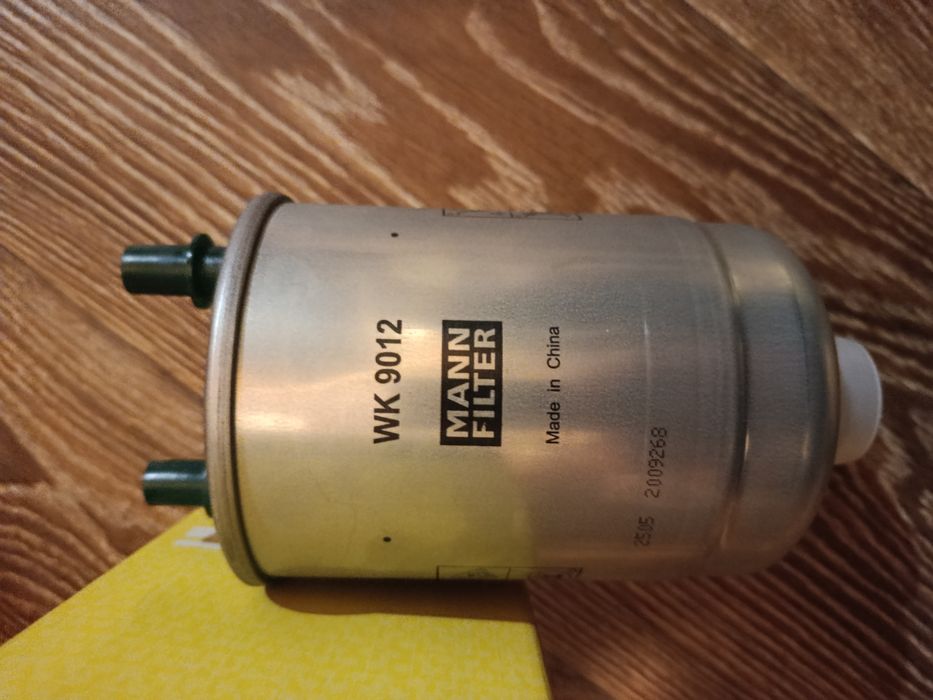 WK 9012
MANN
FILTER
Made in China
2505 2009268